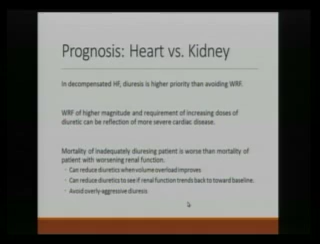 Prognosis: Heart vs. Kidney
In decompensated HF, diuresis is higher priority than avoiding WRF.
WRF of higher magnitude and requirement of increasing doses of
diuretic can be reflection of more severe cardiac disease.
Mortality of inadequately diuresing patient is worse than mortality of
patient with worsening renal function.
Can reduce diuretics when volume overload improves
Can reduce diuretics to see if renal function trends back to toward baseline.
Avoid overly-aggressive diuresis